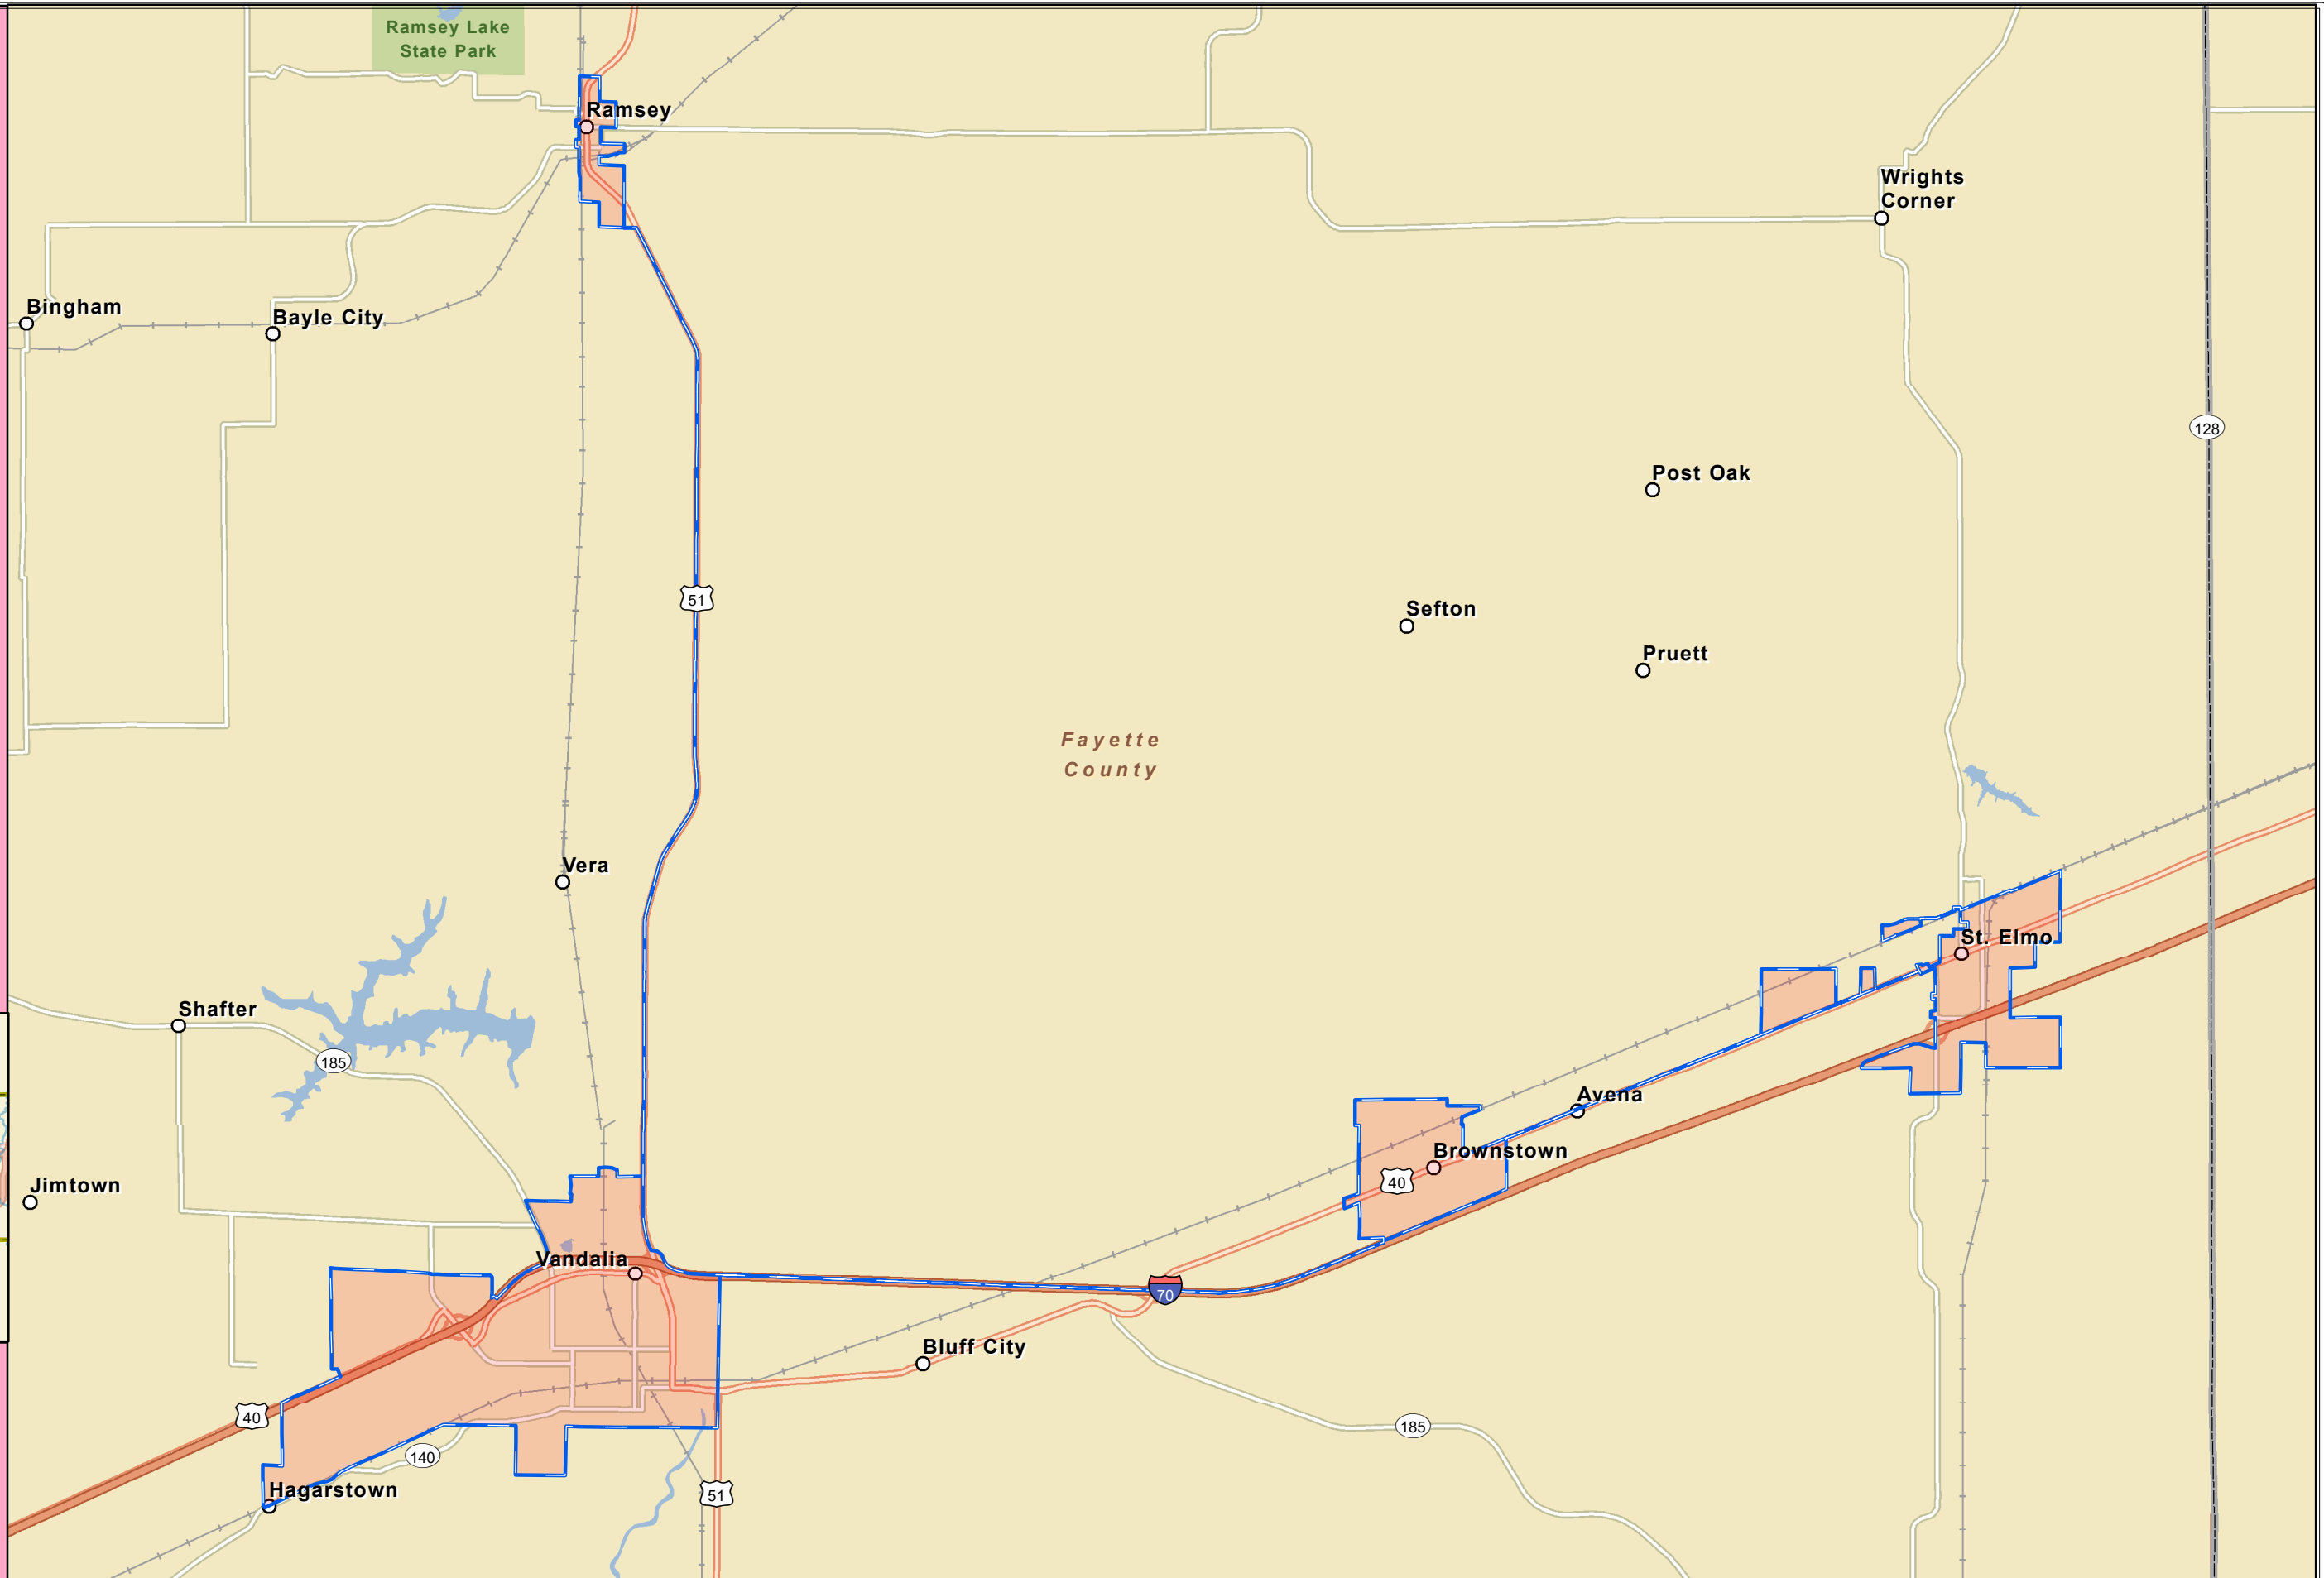 Ramsey Lake
State Park
Ramsey
Wrights
Corner
Bingham
Bayle City
128
Post Oak
51
Sefton
Pruett
Fayette
County
Vera
St. Elmo
Shafter
185
Avena
Brownstown
40
Jimtown
Vandalia
70
Bluff City
40
185
140
Hagarstown
51